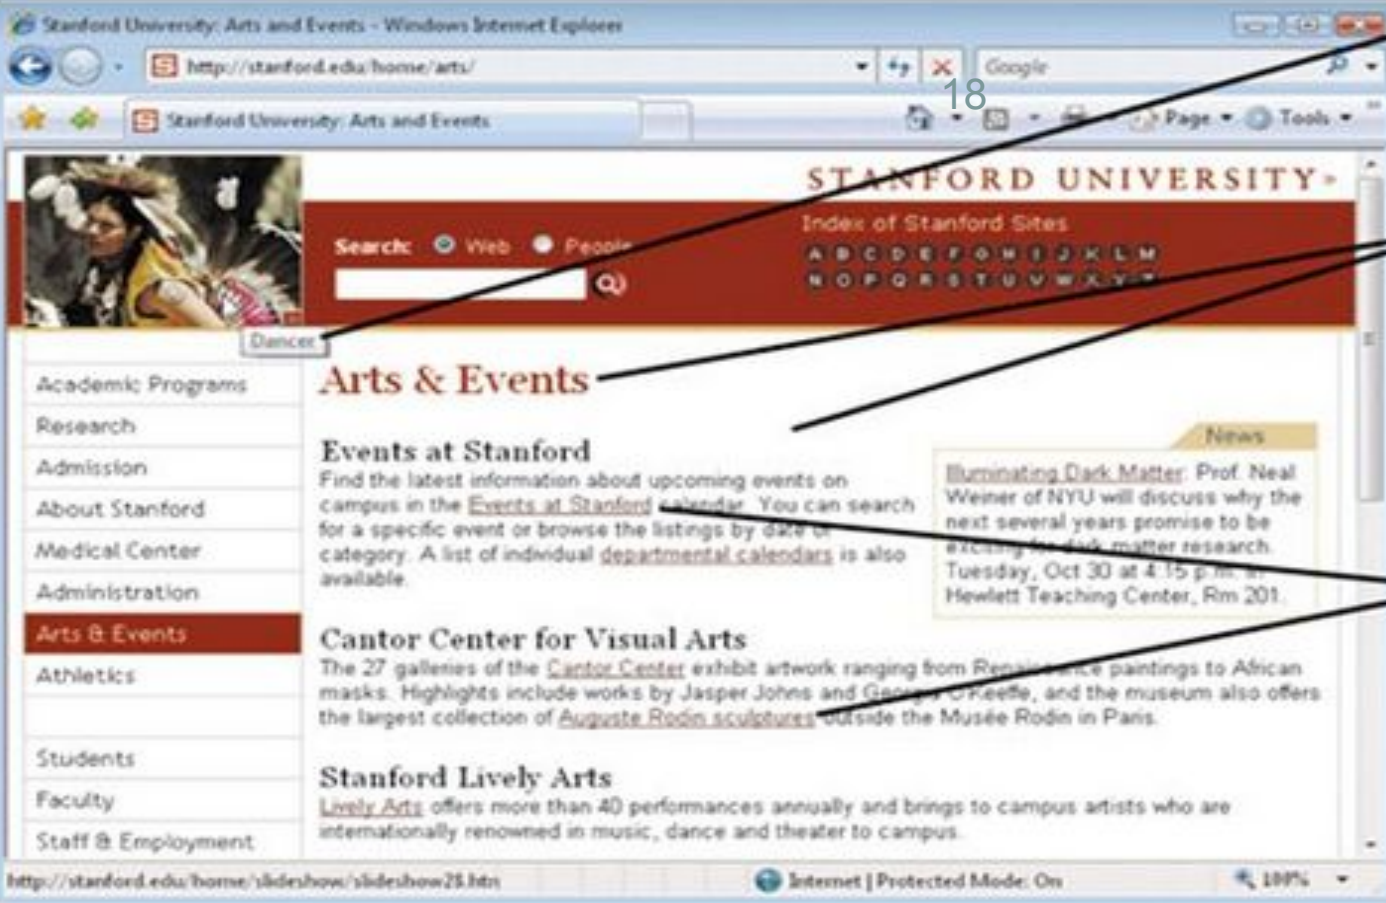 Stanford University: Arts and Events - Windows Internet Explorer
http://stanford.edu/home/arts/
Google
18
Stanford University: Arts and Events
Page
Tools
STANFORD UNIVERSITY
Search: Web People
Index of Stanford Sites
A B C D E F G H I J K L M
N O P Q R S T U V W X Y Z
Dancer
Academic Programs
Research
Admission
About Stanford
Medical Center
Administration
Arts & Events
Athletics
Students
Faculty
Staff & Employment
Arts & Events
Events at Stanford
Find the latest information about upcoming events on
campus in the Events at Stanford calendar. You can search
for a specific event or browse the listings by date or
category. A list of individual departmental calendars is also
available.
News
Illuminating Dark Matter: Prof. Neal
Weiner of NYU will discuss why the
next several years promise to be
exciting for dark matter research.
Tuesday, Oct 30 at 4:15 p.m. in
Hewlett Teaching Center, Rm 201.
Cantor Center for Visual Arts
The 27 galleries of the Cantor Center exhibit artwork ranging from Renaissance paintings to African
masks. Highlights include works by Jasper Johns and Georgia O'Keeffe, and the museum also offers
the largest collection of Auguste Rodin sculptures outside the Musée Rodin in Paris.
Stanford Lively Arts
Lively Arts offers more than 40 performances annually and brings to campus artists who are
internationally renowned in music, dance and theater to campus.
http://stanford.edu/home/slideshow/slideshow28.htm
Internet | Protected Mode: On
100%